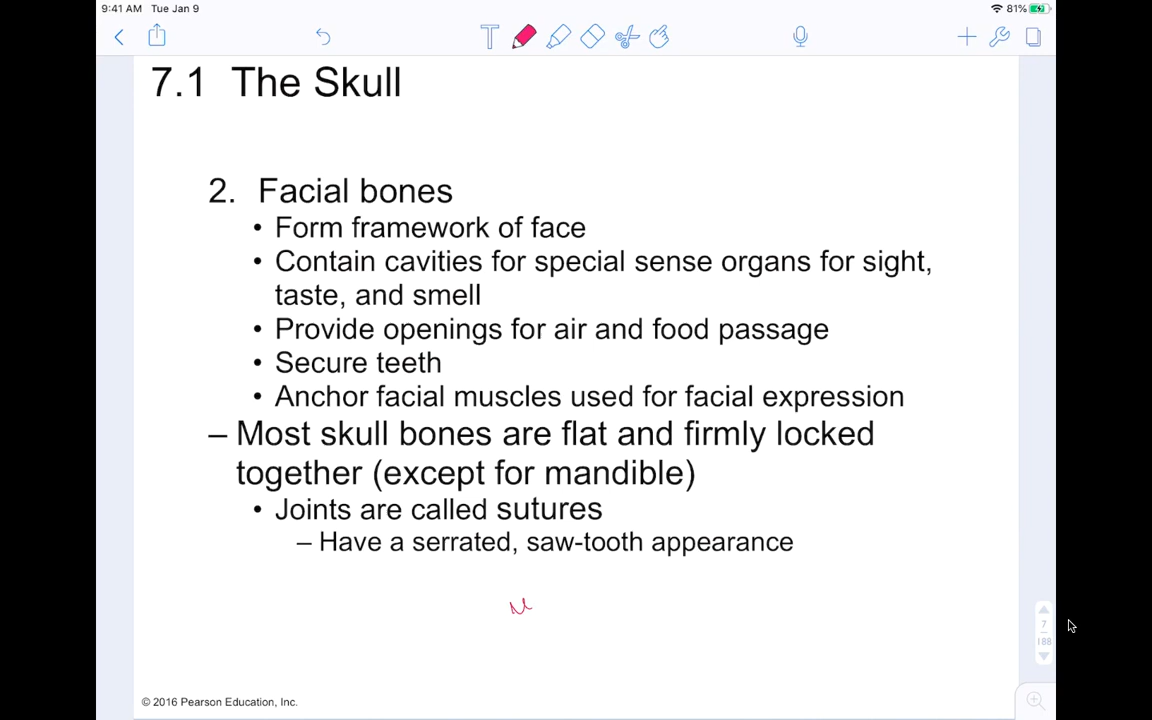 9:41 AM Tue Jan 9
81%
T
7.1 The Skull
2. Facial bones
• Form framework of face
• Contain cavities for special sense organs for sight,
taste, and smell
• Provide openings for air and food passage
• Secure teeth
• Anchor facial muscles used for facial expression
– Most skull bones are flat and firmly locked
together (except for mandible)
• Joints are called sutures
– Have a serrated, saw-tooth appearance
7
188
© 2016 Pearson Education, Inc.